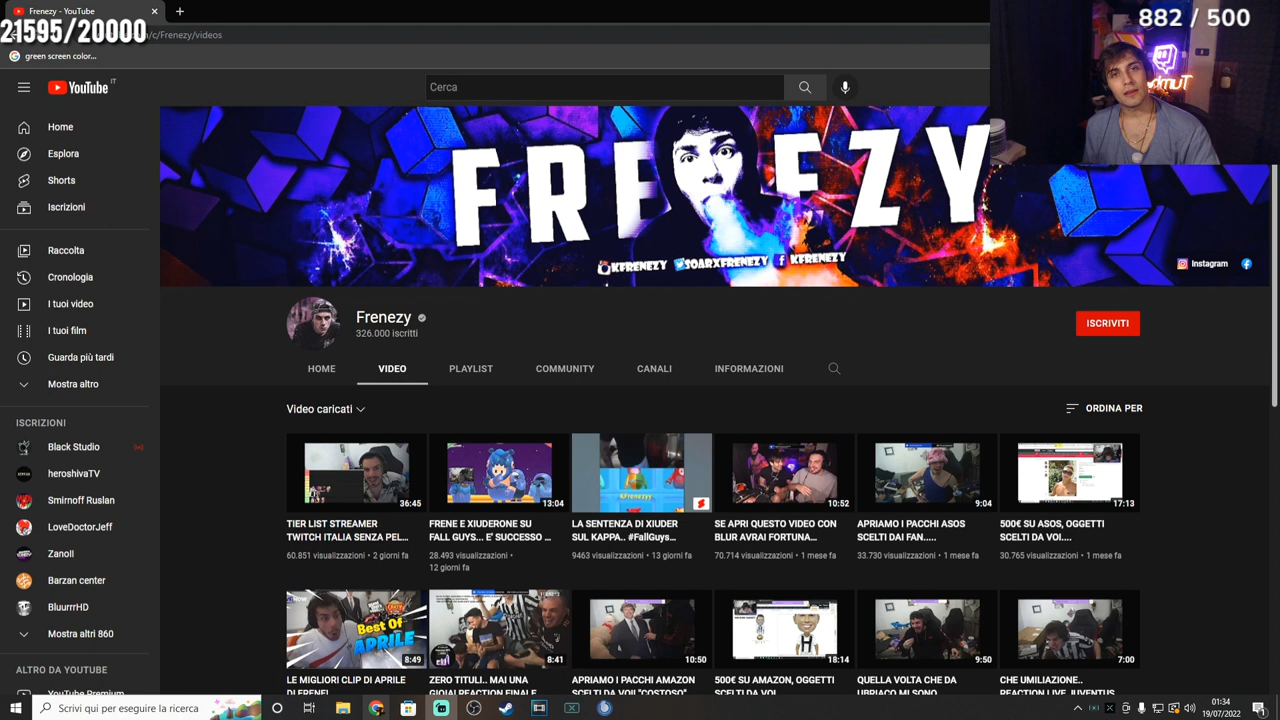 Frenezy - YouTube
21595/20000
882 / 500
com/c/Frenezy/videos
green screen color...
YouTube IT
Cerca
Home
Esplora
Shorts
Iscrizioni
Raccolta
Cronologia
I tuoi video
I tuoi film
Guarda più tardi
Mostra altro
ISCRIZIONI
Black Studio
heroshivaTV
Smirnoff Ruslan
LoveDoctorJeff
Zanoll
Barzan center
BluurrrHD
Mostra altri 860
ALTRO DA YOUTUBE
YouTube Premium
FRENEZY
KFRENEZY
SOARXFRENEZY
KFRENEZY
Instagram
Frenezy
326.000 iscritti
ISCRIVITI
HOME
VIDEO
PLAYLIST
COMMUNITY
CANALI
INFORMAZIONI
Video caricati
ORDINA PER
36:45
TIER LIST STREAMER
TWITCH ITALIA SENZA PEL...
60.851 visualizzazioni • 2 giorni fa
13:04
FRENE E XIUDERONE SU
FALL GUYS... E' SUCCESSO ...
28.493 visualizzazioni •
12 giorni fa
KFrenezyy
LA SENTENZA DI XIUDER
SUL KAPPA.. #FallGuys...
9463 visualizzazioni • 13 giorni fa
10:52
SE APRI QUESTO VIDEO CON
BLUR AVRAI FORTUNA...
70.714 visualizzazioni • 1 mese fa
9:04
APRIAMO I PACCHI ASOS
SCELTI DAI FAN.....
33.730 visualizzazioni • 1 mese fa
17:13
500€ SU ASOS, OGGETTI
SCELTI DA VOI....
30.765 visualizzazioni • 1 mese fa
Best Of
APRILE
8:49
LE MIGLIORI CLIP DI APRILE
DI FRENE!
8:41
ZERO TITULI.. MAI UNA
GIOIA! REACTION FINALE
10:50
APRIAMO I PACCHI AMAZON
SCELTI DA VOI! "COSTOSO"
18:14
500€ SU AMAZON, OGGETTI
SCELTI DA VOI
9:50
QUELLA VOLTA CHE DA
UBRIACO MI SONO
7:00
CHE UMILIAZIONE..
REACTION LIVE JUVENTUS
Scrivi qui per eseguire la ricerca
01:34
19/07/2022